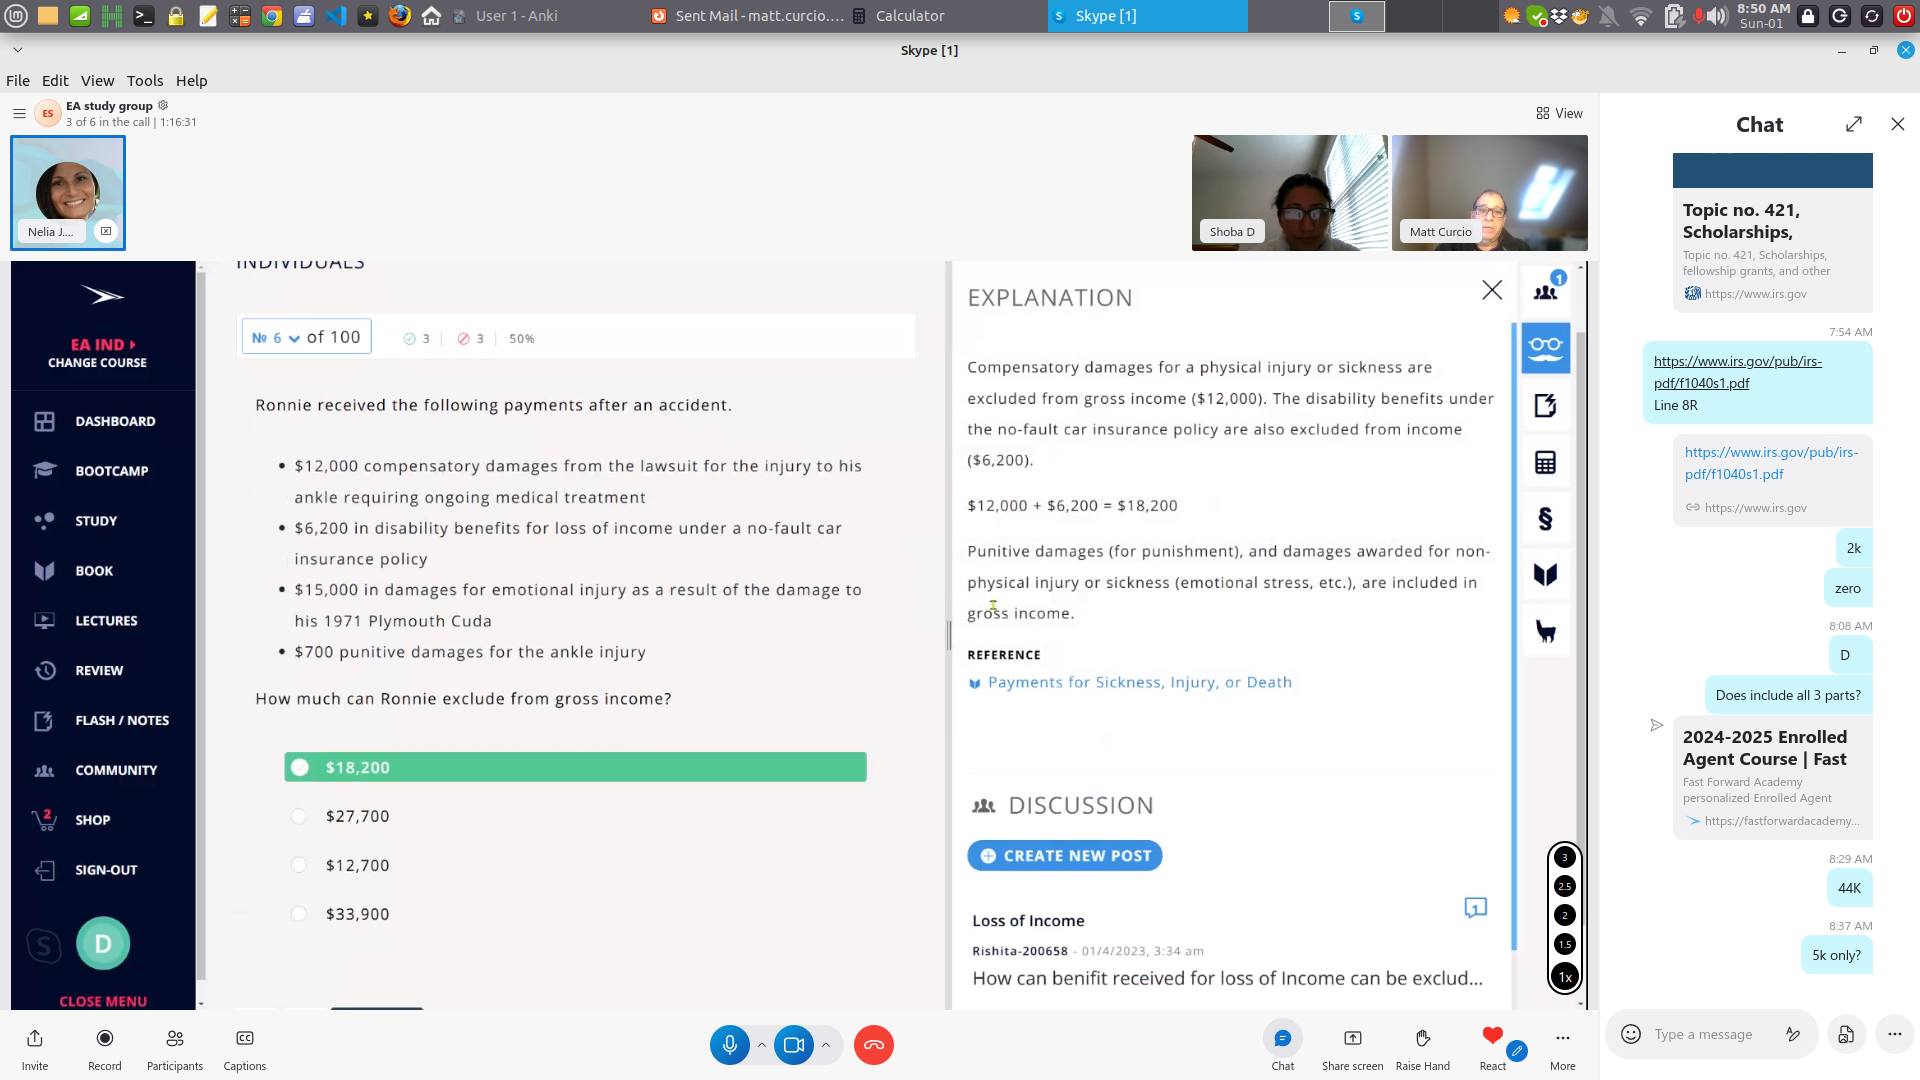 User 1 - Anki
Sent Mail - matt.curcio....
Calculator
Skype [1]
8:50 AM
Sun-01
Skype [1]
File Edit View Tools Help
ES
EA study group
3 of 6 in the call | 1:16:31
View
Nelia J....
Shoba D
Matt Curcio
EA IND
CHANGE COURSE
DASHBOARD
BOOTCAMP
STUDY
BOOK
LECTURES
REVIEW
FLASH / NOTES
COMMUNITY
2
SHOP
SIGN-OUT
D
CLOSE MENU
INDIVIDUALS
№ 6 of 100
3
3
50%
Ronnie received the following payments after an accident.
• $12,000 compensatory damages from the lawsuit for the injury to his
ankle requiring ongoing medical treatment
• $6,200 in disability benefits for loss of income under a no-fault car
insurance policy
• $15,000 in damages for emotional injury as a result of the damage to
his 1971 Plymouth Cuda
• $700 punitive damages for the ankle injury
How much can Ronnie exclude from gross income?
$18,200
$27,700
$12,700
$33,900
EXPLANATION
Compensatory damages for a physical injury or sickness are
excluded from gross income ($12,000). The disability benefits under
the no-fault car insurance policy are also excluded from income
($6,200).
$12,000 + $6,200 = $18,200
Punitive damages (for punishment), and damages awarded for non-
physical injury or sickness (emotional stress, etc.), are included in
gross income.
REFERENCE
Payments for Sickness, Injury, or Death
DISCUSSION
CREATE NEW POST
Loss of Income
1
Rishita-200658 - 01/4/2023, 3:34 am
How can benifit received for loss of Income can be exclud...
1
§
3
2.5
2
1.5
1x
Chat
Topic no. 421,
Scholarships,
Topic no. 421, Scholarships,
fellowship grants, and other
https://www.irs.gov
7:54 AM
https://www.irs.gov/pub/irs-
pdf/f1040s1.pdf
Line 8R
https://www.irs.gov/pub/irs-
pdf/f1040s1.pdf
https://www.irs.gov
2k
zero
8:08 AM
D
Does include all 3 parts?
2024-2025 Enrolled
Agent Course | Fast
Fast Forward Academy
personalized Enrolled Agent
https://fastforwardacademy...
8:29 AM
44K
8:37 AM
5k only?
Type a message
Invite
Record
Participants
Captions
Chat
Share screen
Raise Hand
React
More